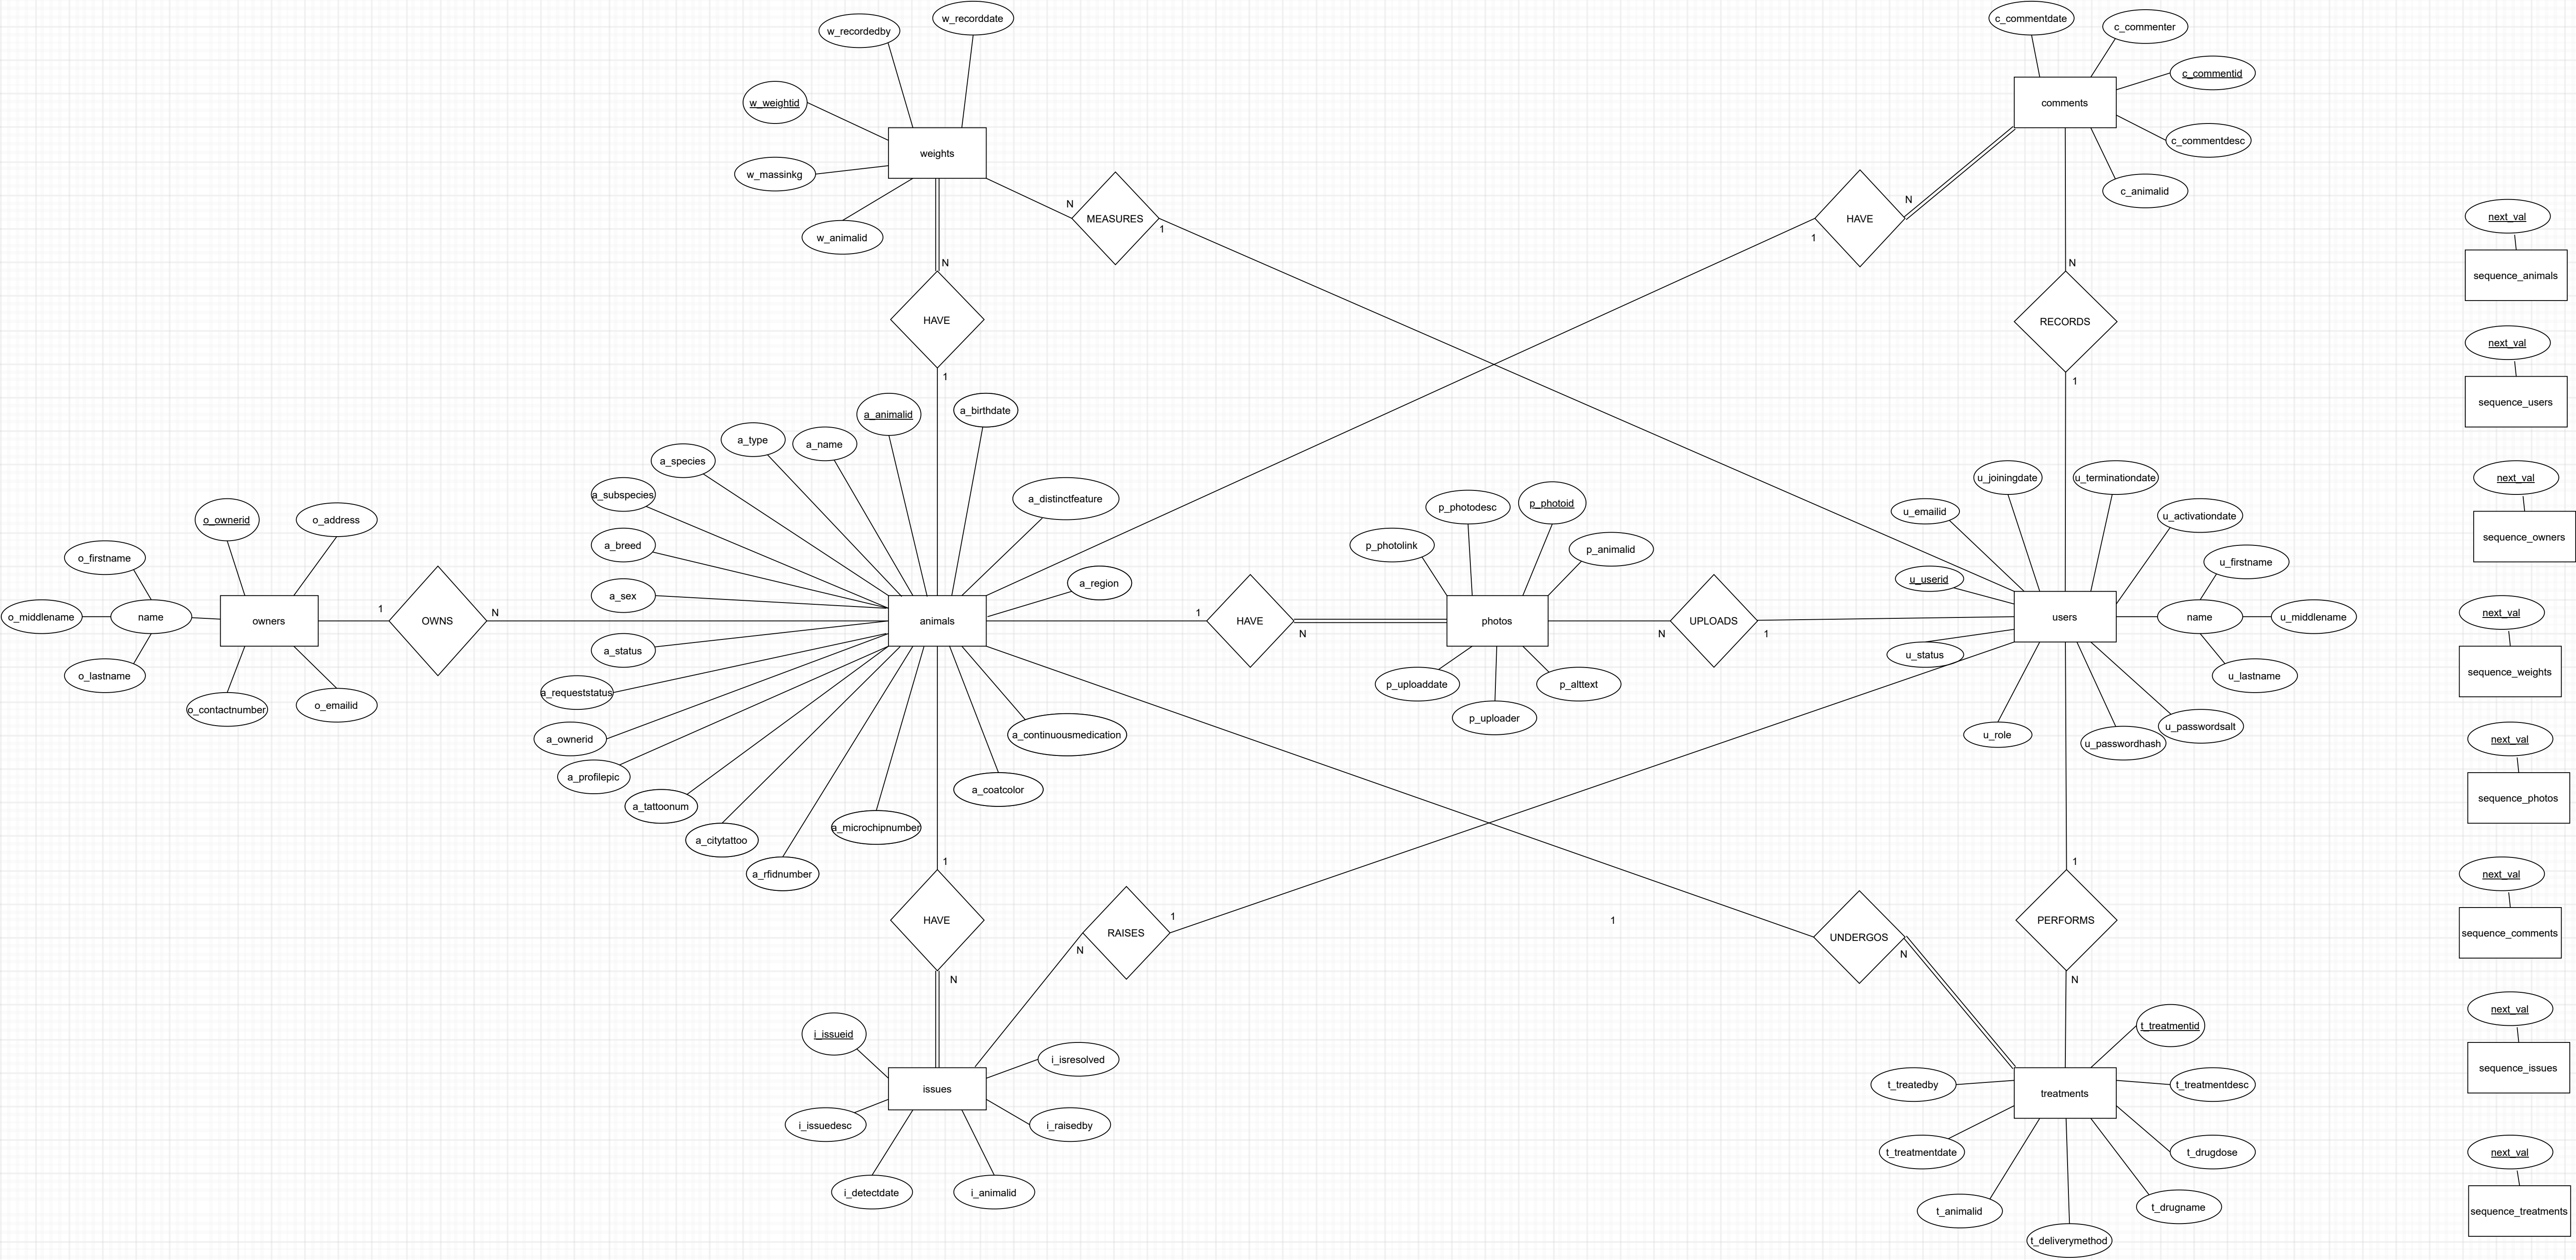 w_recorddate
w_recordedby
w_weightid
w_massinkg
w_animalid
weights
N
MEASURES
1
N
HAVE
1
c_commentdate
c_commenter
c_commentid
c_commentdesc
c_animalid
comments
N
HAVE
1
N
RECORDS
1
a_animalid
a_birthdate
a_name
a_type
a_species
a_subspecies
a_breed
a_sex
a_status
a_requeststatus
a_ownerid
a_profilepic
a_tattoonum
a_citytattoo
a_rfidnumber
a_microchipnumber
a_coatcolor
a_continuousmedication
a_region
a_distinctfeature
animals
o_ownerid
o_address
o_firstname
o_middlename
name
o_lastname
o_contactnumber
o_emailid
owners
1
OWNS
N
1
HAVE
N
p_photodesc
p_photoid
p_photolink
p_animalid
photos
p_uploaddate
p_uploader
p_alttext
N
UPLOADS
1
u_joiningdate
u_terminationdate
u_emailid
u_activationdate
u_userid
u_firstname
users
name
u_middlename
u_status
u_lastname
u_role
u_passwordhash
u_passwordsalt
1
HAVE
N
1
RAISES
N
1
UNDERGOS
N
1
PERFORMS
N
i_issueid
i_isresolved
issues
i_issuedesc
i_raisedby
i_detectdate
i_animalid
t_treatmentid
t_treatedby
t_treatmentdesc
treatments
t_treatmentdate
t_drugdose
t_animalid
t_drugname
t_deliverymethod
next_val
sequence_animals
next_val
sequence_users
next_val
sequence_owners
next_val
sequence_weights
next_val
sequence_photos
next_val
sequence_comments
next_val
sequence_issues
next_val
sequence_treatments